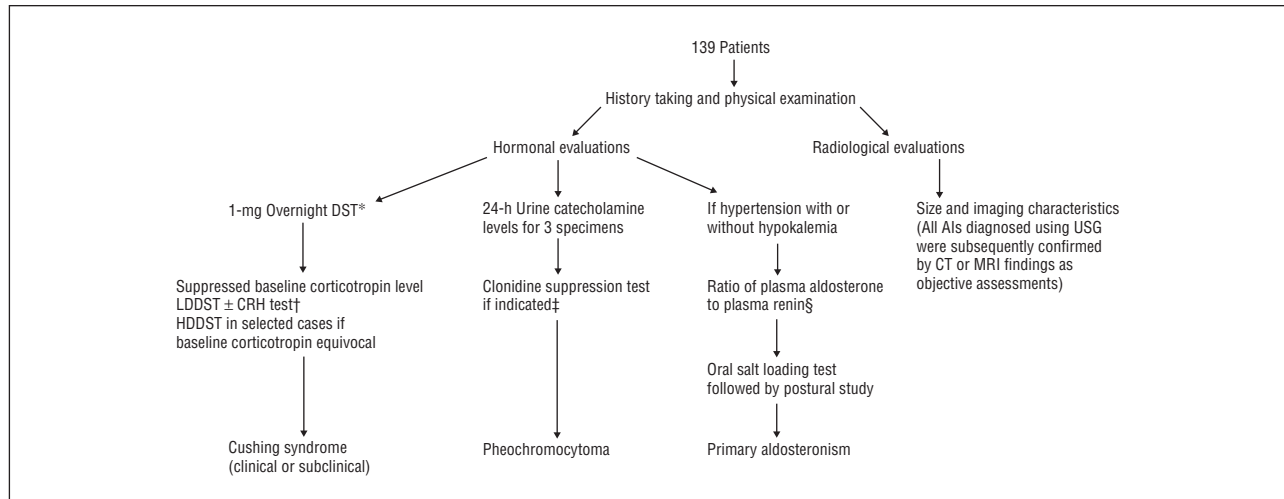 139 Patients
History taking and physical examination
Hormonal evaluations
Radiological evaluations
1-mg Overnight DST*
24-h Urine catecholamine
levels for 3 specimens
If hypertension with or
without hypokalemia
Size and imaging characteristics
(All AIs diagnosed using USG
were subsequently confirmed
by CT or MRI findings as
objective assessments)
Suppressed baseline corticotropin level
LDDST ± CRH test†
HDDST in selected cases if
baseline corticotropin equivocal
Clonidine suppression test
if indicated‡
Ratio of plasma aldosterone
to plasma renin§
Oral salt loading test
followed by postural study
Cushing syndrome
(clinical or subclinical)
Pheochromocytoma
Primary aldosteronism